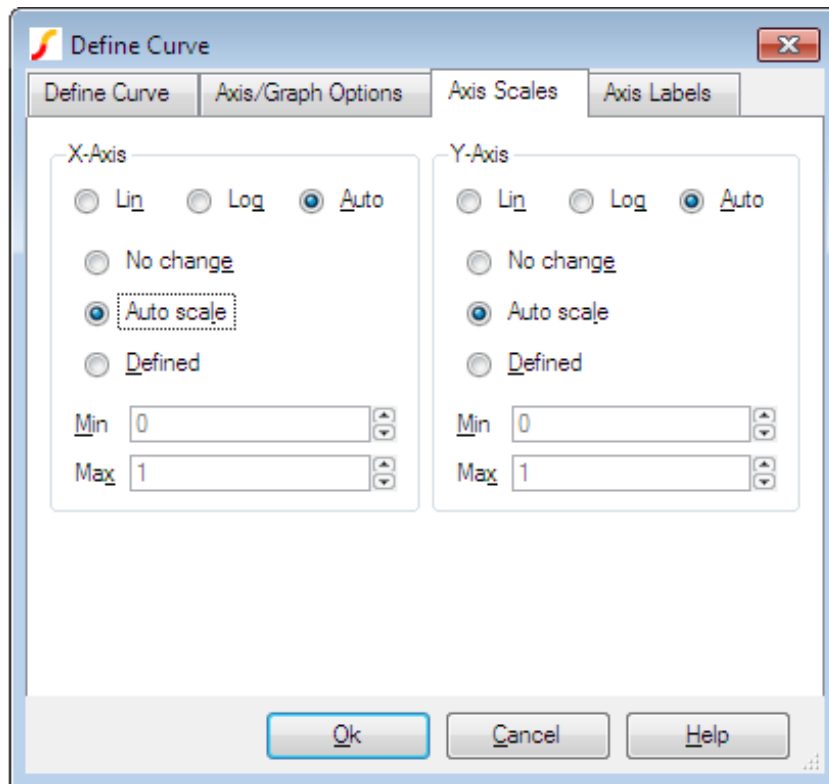 Define Curve
Define Curve Axis/Graph Options Axis Scales Axis Labels
X-Axis
Lin Log Auto
No change
Auto scale
Defined
Min 0
Max 1
Y-Axis
Lin Log Auto
No change
Auto scale
Defined
Min 0
Max 1
Ok Cancel Help